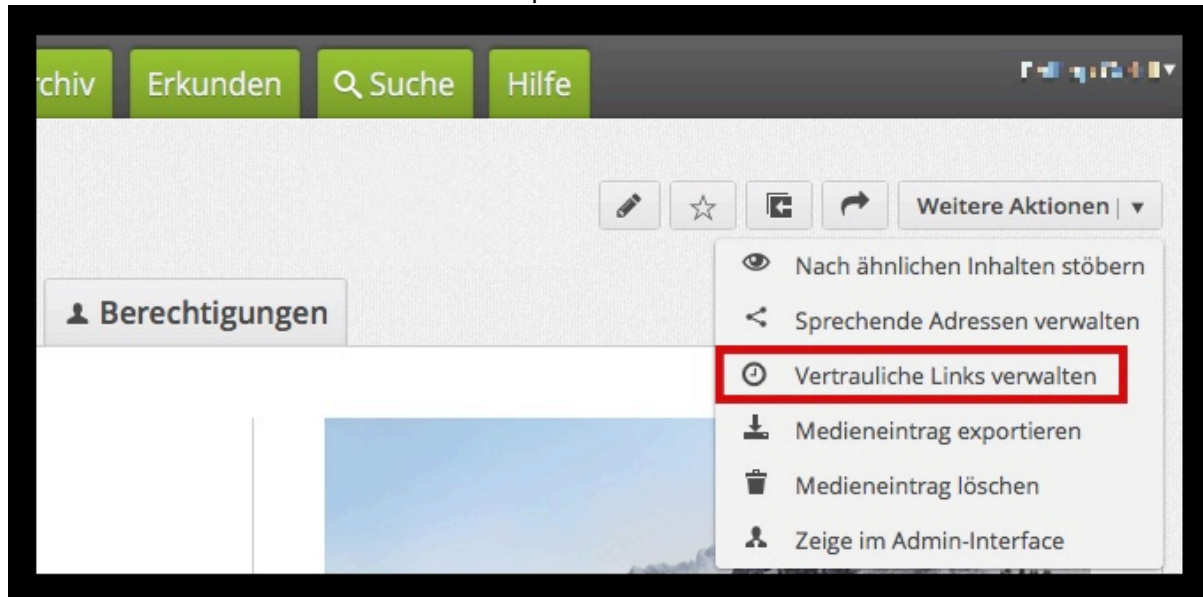 Erkunden
Suche
Hilfe
Weitere Aktionen
Nach ähnlichen Inhalten stöbern
Sprechende Adressen verwalten
Berechtigungen
Vertrauliche Links verwalten
Medieneintrag exportieren
Medieneintrag löschen
Zeige im Admin-Interface